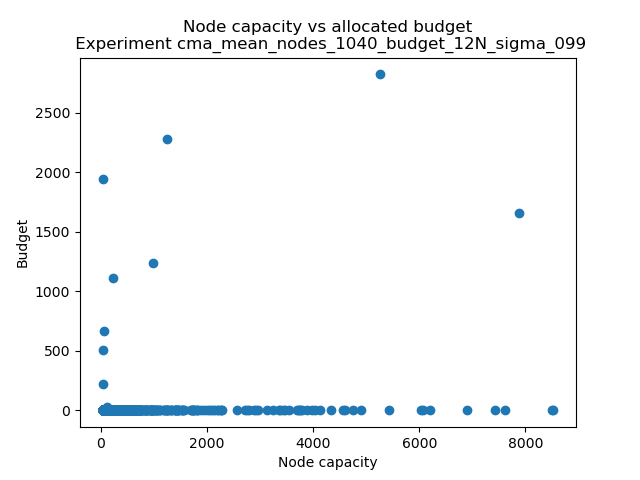 Node capacity vs allocated budget
Experiment cma_mean_nodes_1040_budget_12N_sigma_099
2500
2000
1500
1000
500
0
Budget
0 2000 4000 6000 8000
Node capacity